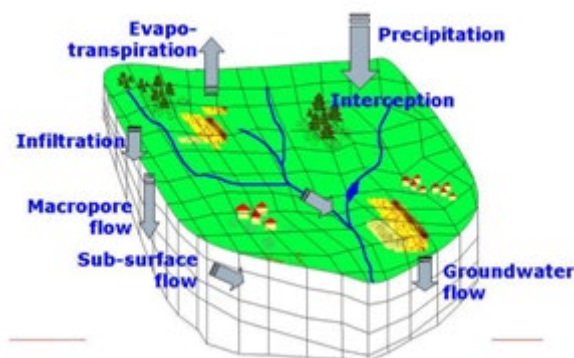 Evapo-
transpiration
Precipitation
Interception
Infiltration
Macropore
flow
Sub-surface
flow
Groundwater
flow